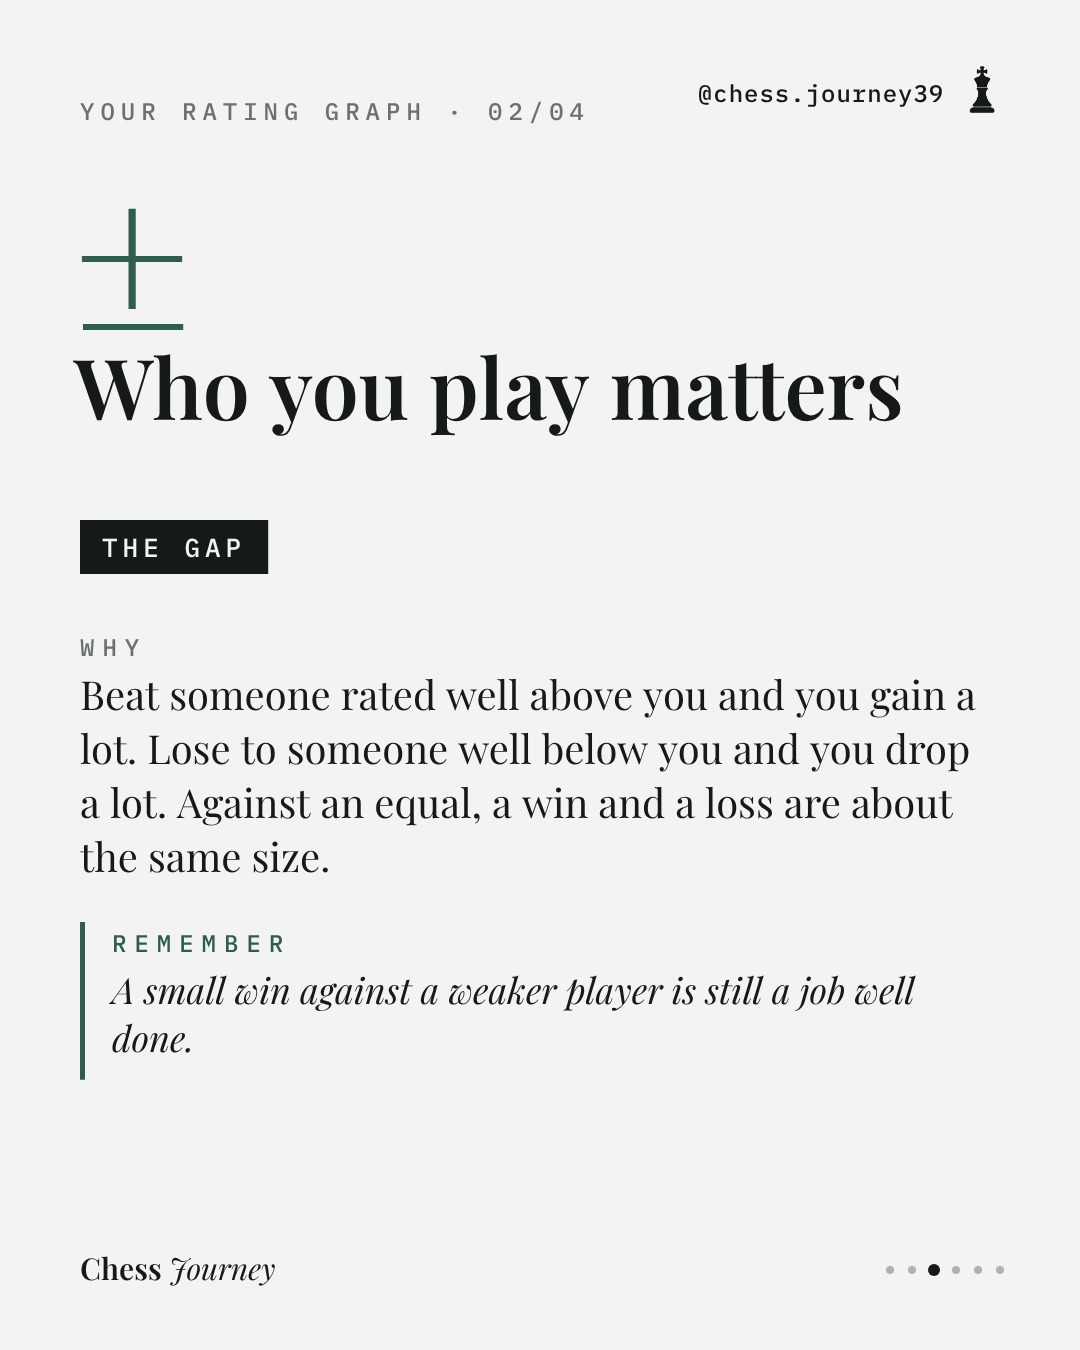 YOUR RATING GRAPH · 02/04
@chess.journey39
±
Who you play matters
THE GAP
WHY
Beat someone rated well above you and you gain a
lot. Lose to someone well below you and you drop
a lot. Against an equal, a win and a loss are about
the same size.
REMEMBER
A small win against a weaker player is still a job well
done.
Chess Journey